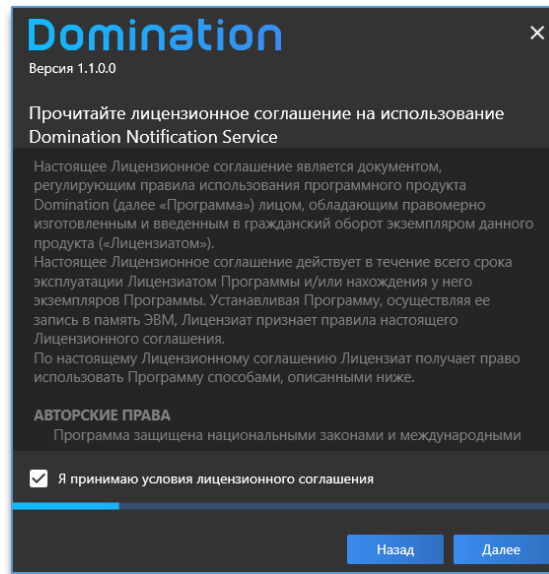 Domination
Версия 1.1.0.0
Прочитайте лицензионное соглашение на использование
Domination Notification Service
Настоящее Лицензионное соглашение является документом,
регулирующим правила использования программного продукта
Domination (далее «Программа») лицом, обладающим правомерно
изготовленным и введенным в гражданский оборот экземпляром данного
продукта («Лицензиатом»).
Настоящее Лицензионное соглашение действует в течение всего срока
эксплуатации Лицензиатом Программы и/или нахождения у него
экземпляров Программы. Устанавливая Программу, осуществляя ее
запись в память ЭВМ, Лицензиат признает правила настоящего
Лицензионного соглашения.
По настоящему Лицензионному соглашению Лицензиат получает право
использовать Программу способами, описанными ниже.
АВТОРСКИЕ ПРАВА
Программа защищена национальными законами и международными
Я принимаю условия лицензионного соглашения
Назад
Далее